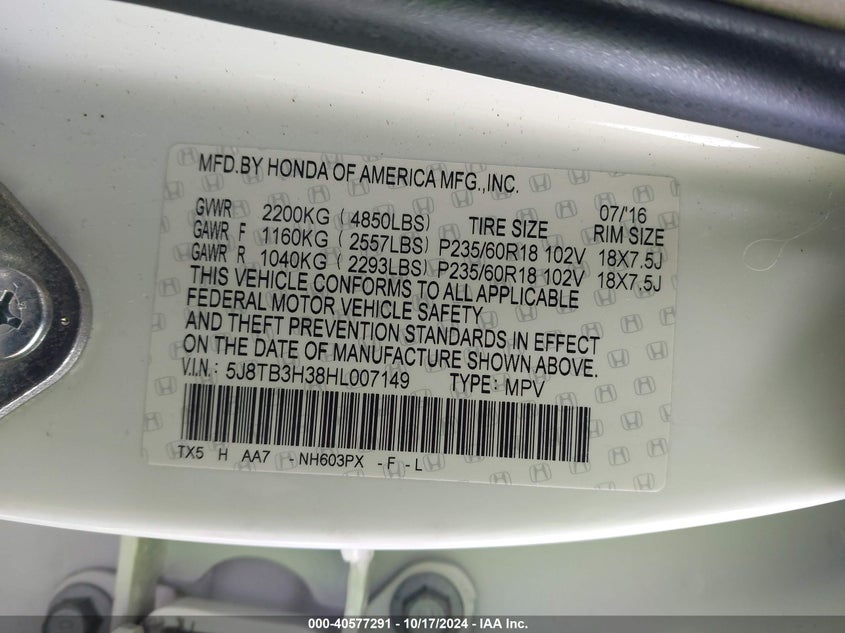 MFD.BY HONDA OF AMERICA MFG.,INC.
07/'16
GVWR 2200KG (4850LBS) TIRE SIZE RIM SIZE
GAWR F 1160KG (2557LBS) P235/60R18 102V 18X7.5J
GAWR R 1040KG (2293LBS) P235/60R18 102V 18X7.5J
THIS VEHICLE CONFORMS TO ALL APPLICABLE
FEDERAL MOTOR VEHICLE SAFETY
AND THEFT PREVENTION STANDARDS IN EFFECT
ON THE DATE OF MANUFACTURE SHOWN ABOVE.
V.I.N: 5J8TB3H38HL007149 TYPE: MPV
TX5 H AA7 - NH603PX - F - L
000-40577291 | 10/17/2024 | IAA Inc.